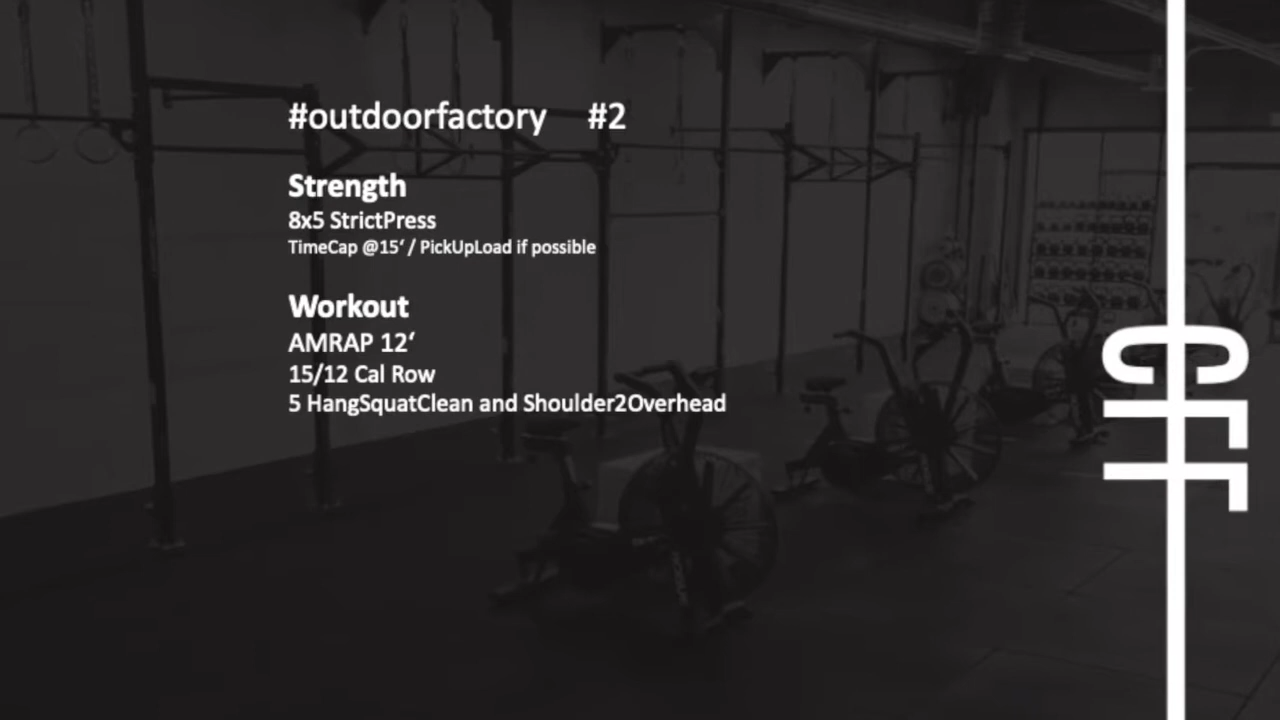 #outdoorfactory #2
Strength
8x5 StrictPress
TimeCap @15‘ / PickUpLoad if possible
Workout
AMRAP 12‘
15/12 Cal Row
5 HangSquatClean and Shoulder2Overhead
CFF